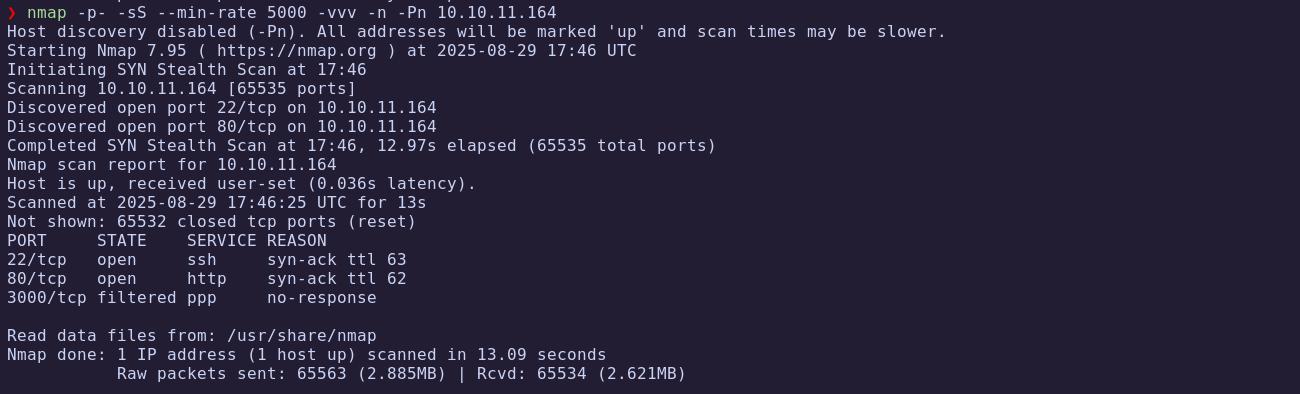 ❯ nmap -p- -sS --min-rate 5000 -vvv -n -Pn 10.10.11.164
Host discovery disabled (-Pn). All addresses will be marked 'up' and scan times may be slower.
Starting Nmap 7.95 ( https://nmap.org ) at 2025-08-29 17:46 UTC
Initiating SYN Stealth Scan at 17:46
Scanning 10.10.11.164 [65535 ports]
Discovered open port 22/tcp on 10.10.11.164
Discovered open port 80/tcp on 10.10.11.164
Completed SYN Stealth Scan at 17:46, 12.97s elapsed (65535 total ports)
Nmap scan report for 10.10.11.164
Host is up, received user-set (0.036s latency).
Scanned at 2025-08-29 17:46:25 UTC for 13s
Not shown: 65532 closed tcp ports (reset)
PORT     STATE    SERVICE REASON
22/tcp   open     ssh     syn-ack ttl 63
80/tcp   open     http    syn-ack ttl 62
3000/tcp filtered ppp     no-response
Read data files from: /usr/share/nmap
Nmap done: 1 IP address (1 host up) scanned in 13.09 seconds
           Raw packets sent: 65563 (2.885MB) | Rcvd: 65534 (2.621MB)